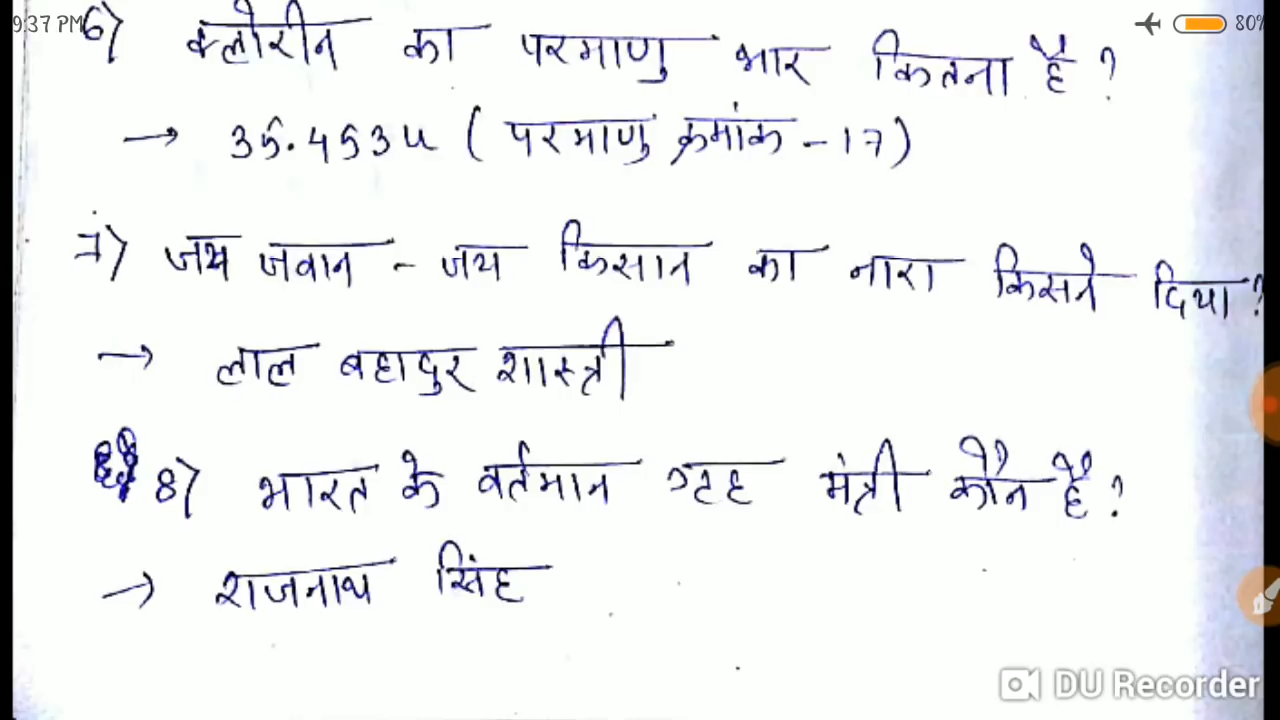 9:37 PM 80%
6) क्लोरीन का परमाणु भार कितना है ?
→ 35.453u ( परमाणु क्रमांक - 17 )
7) जय जवान - जय किसान का नारा किसने दिया ?
→ लाल बहादुर शास्त्री
8) भारत के वर्तमान गृह मंत्री कौन है ?
→ राजनाथ सिंह
DU Recorder